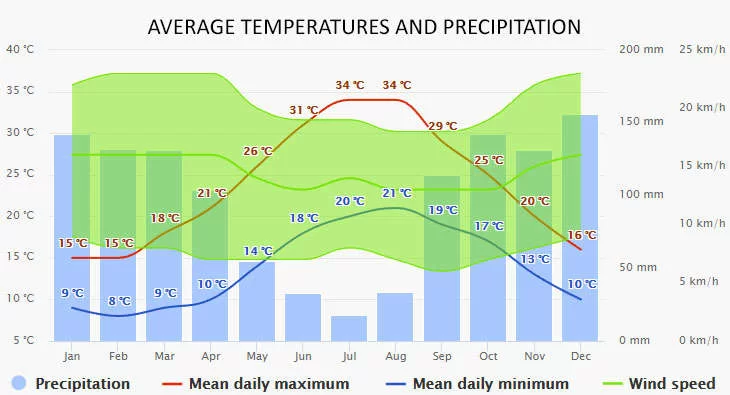 AVERAGE TEMPERATURES AND PRECIPITATION
40 °C 200 mm 25 km/h
35 °C 34 °C 34 °C 20 km/h
31 °C
30 °C 29 °C 150 mm
26 °C 25 °C 15 km/h
25 °C
21 °C 20 °C 21 °C 20 °C 100 mm
20 °C 18 °C 18 °C 19 °C 17 °C 10 km/h
15 °C 15 °C 16 °C
15 °C 14 °C 13 °C 50 mm
10 °C 9 °C 8 °C 9 °C 10 °C 10 °C 5 km/h
5 °C 0 mm 0 km/h
Jan Feb Mar Apr May Jun Jul Aug Sep Oct Nov Dec
Precipitation Mean daily maximum Mean daily minimum Wind speed